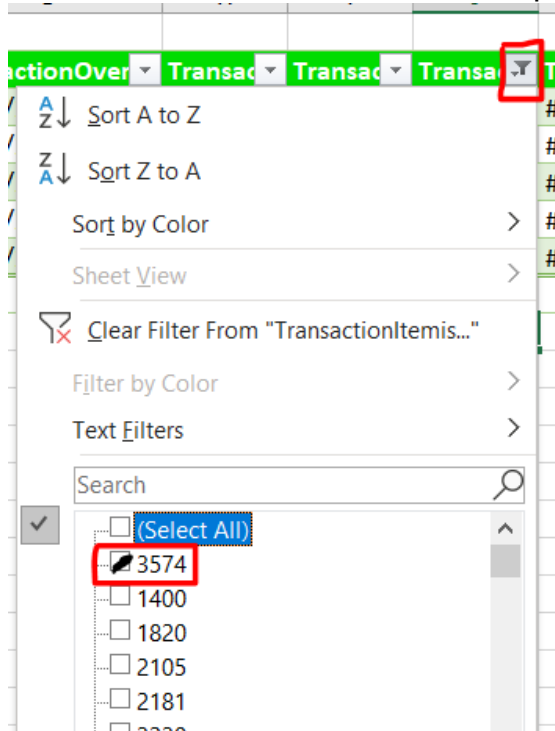 actionOver Transac Transac Transa T
Sort A to Z
Sort Z to A
Sort by Color
Sheet View
Clear Filter From "TransactionItemis..."
Filter by Color
Text Filters
Search
(Select All)
3574
1400
1820
2105
2181
#
#
#
#
#